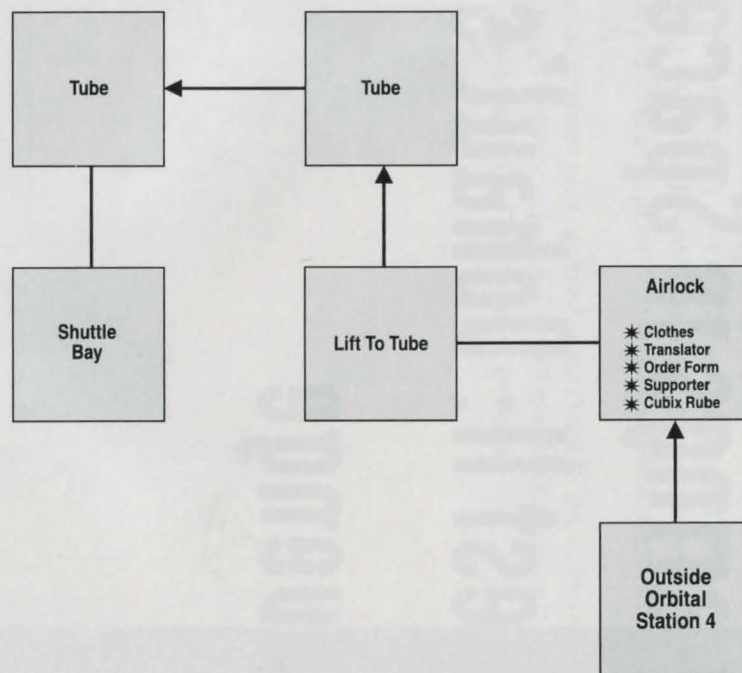 Tube
Tube
Shuttle
Bay
Lift To Tube
Airlock
✷ Clothes
✷ Translator
✷ Order Form
✷ Supporter
✷ Cubix Rube
Outside
Orbital
Station 4